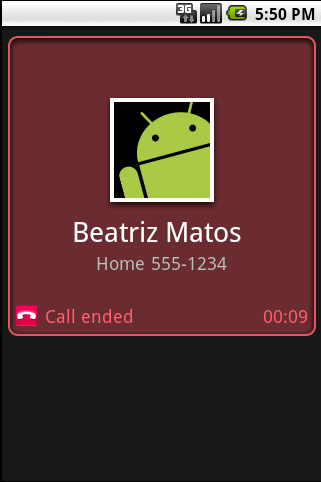 3G 5:50 PM
Beatriz Matos
Home 555-1234
Call ended 00:09